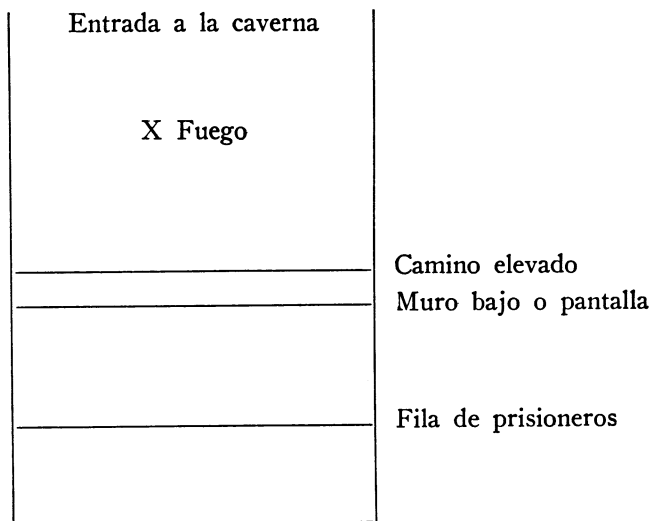 Entrada a la caverna
X Fuego
Camino elevado
Muro bajo o pantalla
Fila de prisioneros